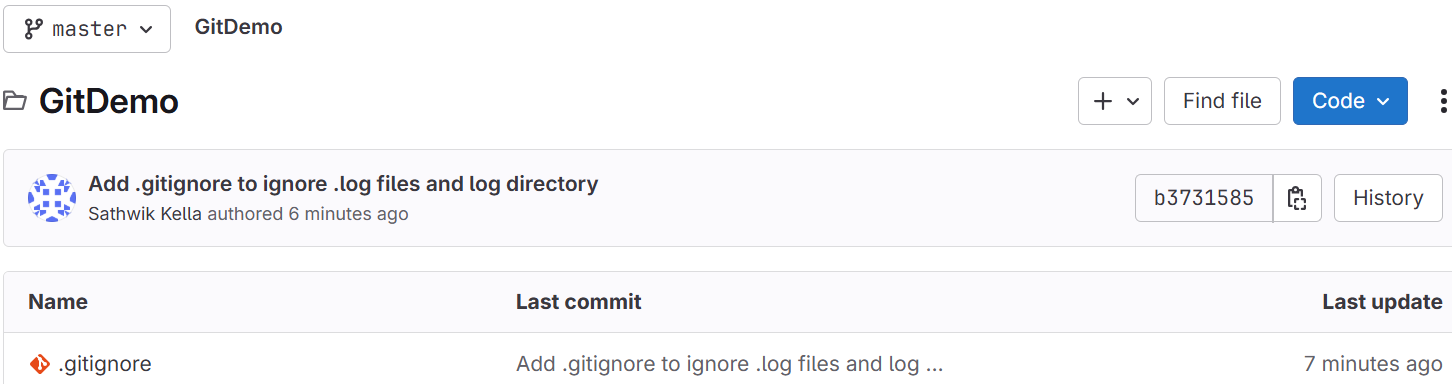 master GitDemo
GitDemo Find file Code
Add .gitignore to ignore .log files and log directory
Sathwik Kella authored 6 minutes ago
b3731585 History
Name Last commit Last update
.gitignore Add .gitignore to ignore .log files and log ... 7 minutes ago